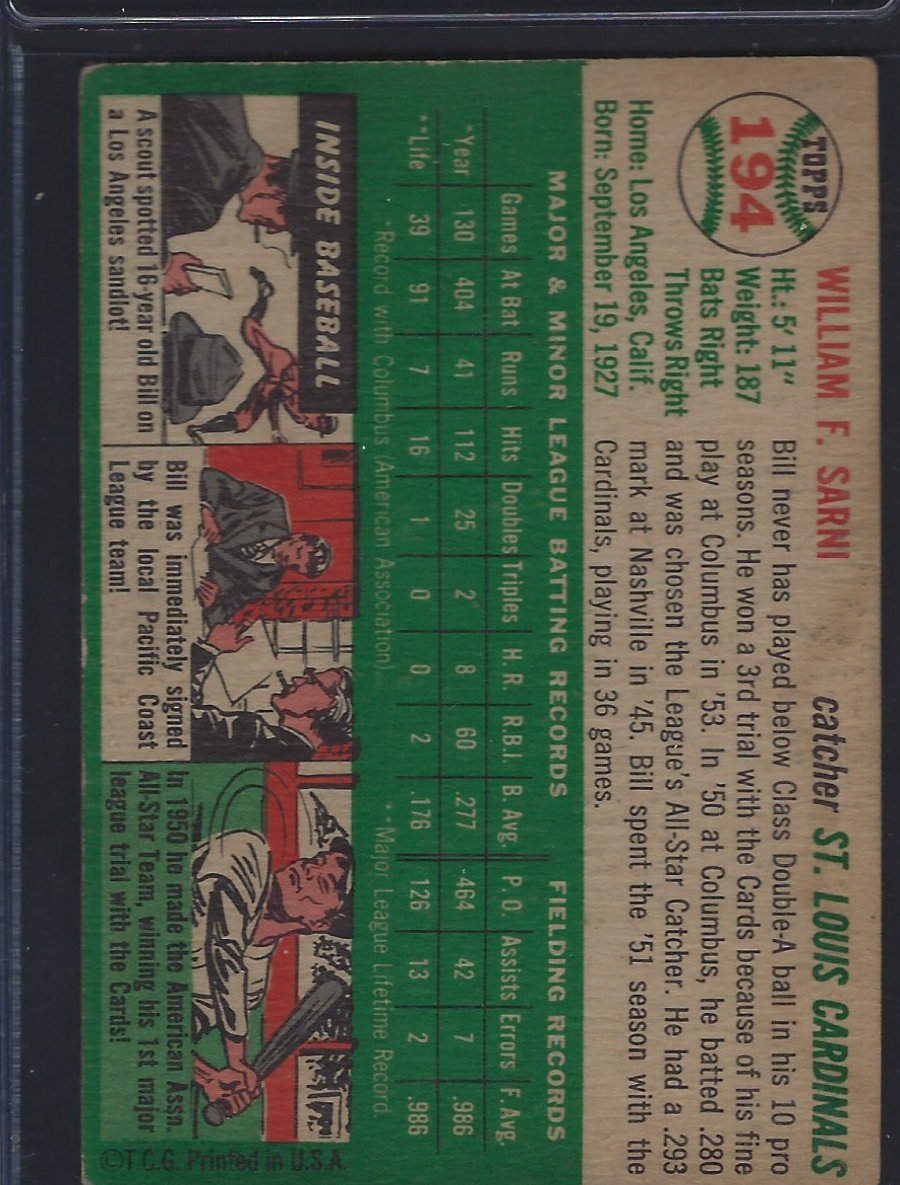 TOPPS
194
WILLIAM F. SARNI
catcher ST. LOUIS CARDINALS
Ht.: 5' 11"
Weight: 187
Bats Right
Throws Right
Home: Los Angeles, Calif.
Born: September 19, 1927
Bill never has played below Class Double-A ball in his 10 pro
seasons. He won a 3rd trial with the Cards because of his fine
play at Columbus in '53. In '50 at Columbus, he batted .280
and was chosen the League's All-Star Catcher. He had a .293
mark at Nashville in '45. Bill spent the '51 season with the
Cardinals, playing in 36 games.
MAJOR & MINOR LEAGUE BATTING RECORDS FIELDING RECORDS
Games At Bat Runs Hits Doubles Triples H. R. R.B.I. B. Avg. P. O. Assists Errors F. Avg.
*Year 130 404 41 112 25 2 8 60 .277 464 42 7 .986
**Life 39 91 7 16 1 0 0 2 .176 126 13 2 .986
*Record with Columbus (American Association) **Major League Lifetime Record.
INSIDE BASEBALL
A scout spotted 16-year old Bill on
a Los Angeles sandlot!
Bill was immediately signed
by the local Pacific Coast
League team!
In 1950 he made the American Assn.
All-Star Team, winning his 1st major
league trial with the Cards!
©T.C.G. Printed in U.S.A.